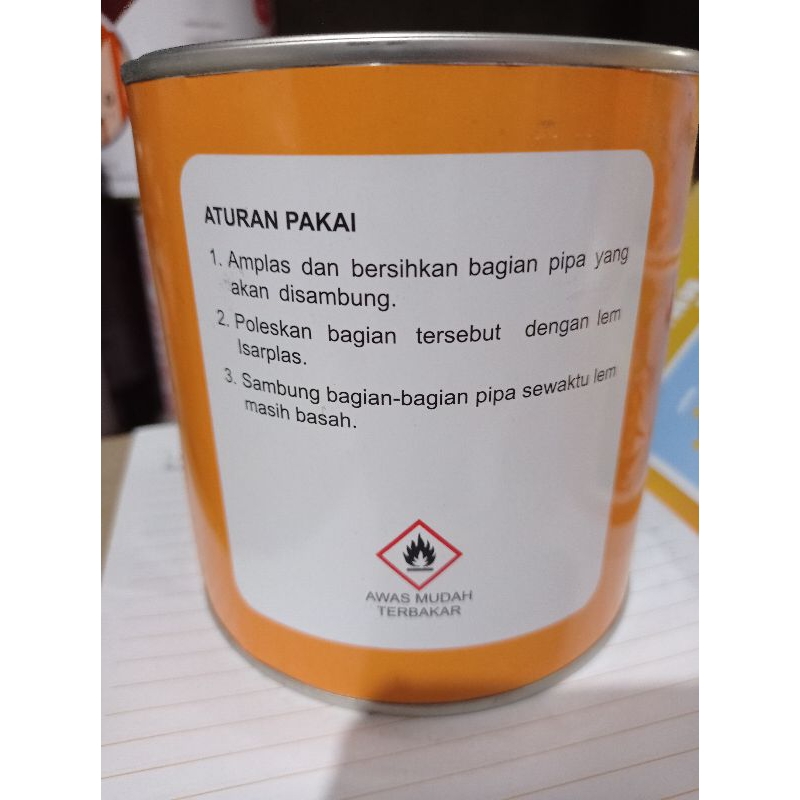 ATURAN PAKAI
1. Amplas dan bersihkan bagian pipa yang
akan disambung.
2. Poleskan bagian tersebut dengan lem
Isarplas.
3. Sambung bagian-bagian pipa sewaktu lem
masih basah.
AWAS MUDAH
TERBAKAR